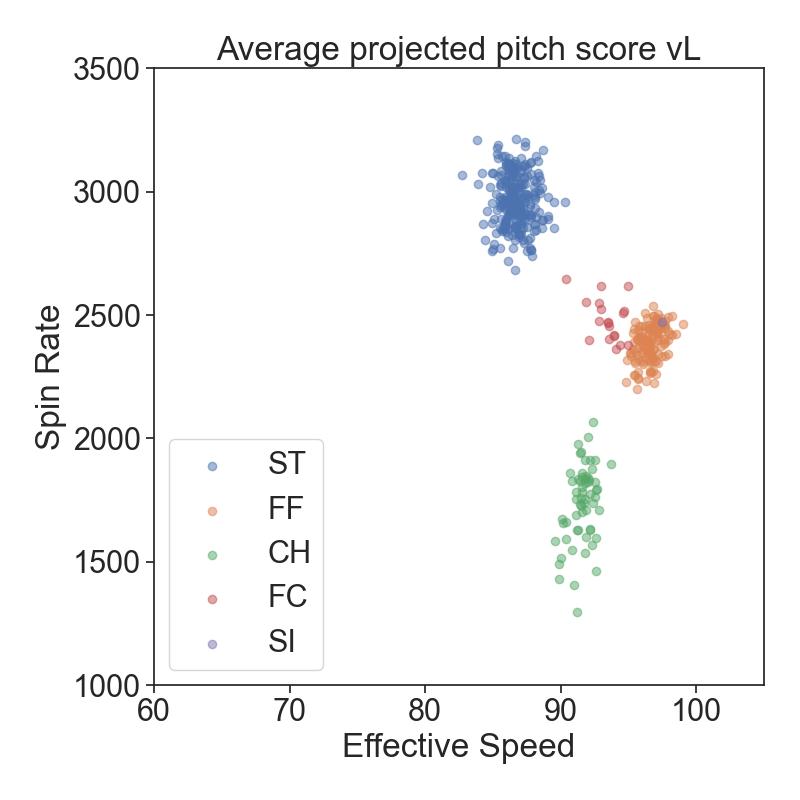 Average projected pitch score vL
3500
3000
2500
2000
1500
1000
Spin Rate
ST
FF
CH
FC
SI
60
70
80
90
100
Effective Speed